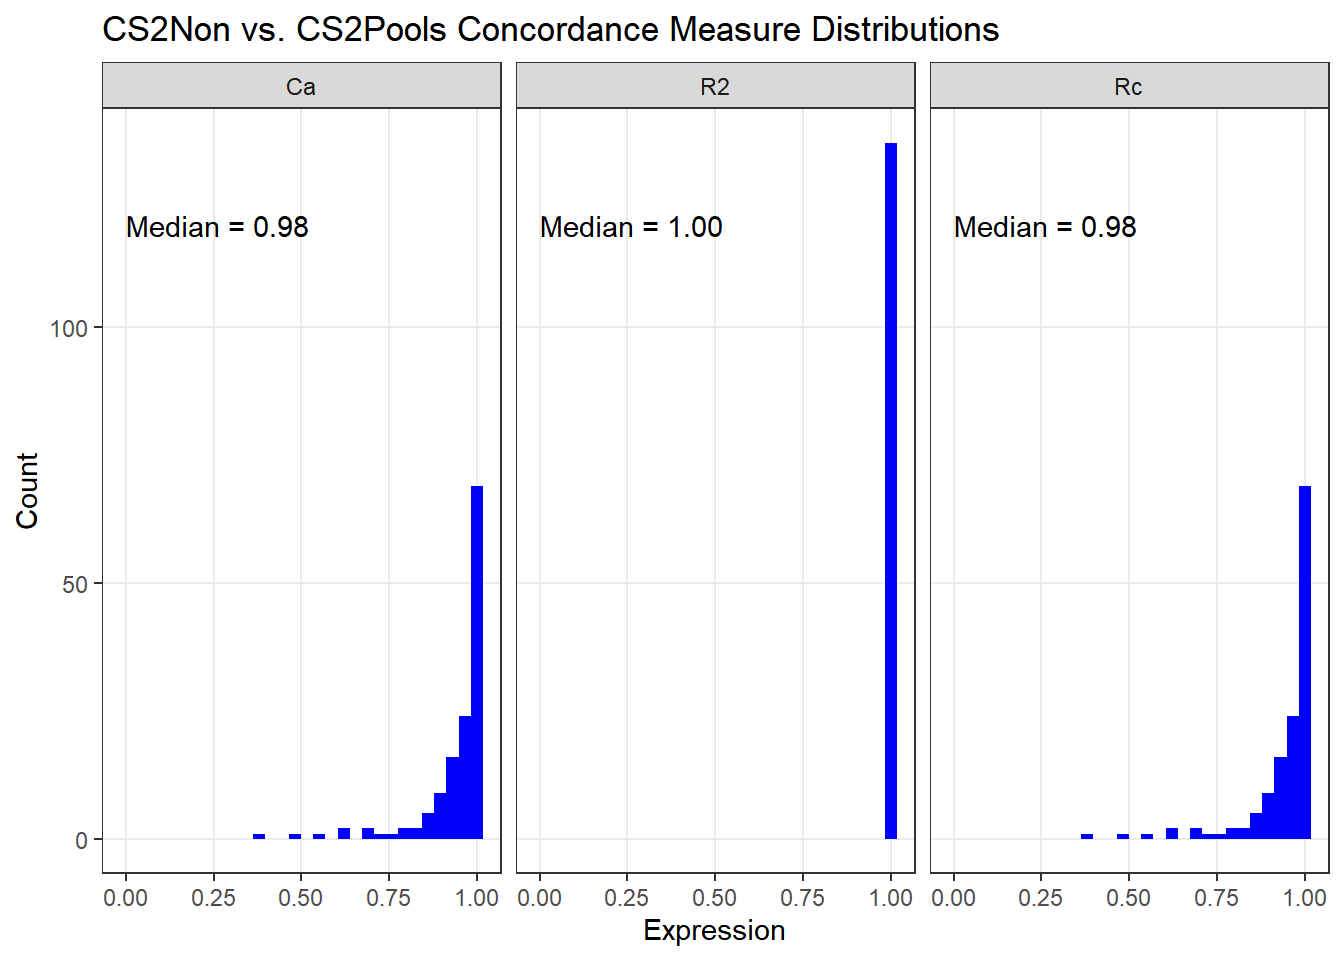 CS2Non vs. CS2Pools Concordance Measure Distributions
Ca
R2
Rc
Median = 0.98
Median = 1.00
Median = 0.98
Count
100
50
0
0.00 0.25 0.50 0.75 1.00
0.00 0.25 0.50 0.75 1.00
0.00 0.25 0.50 0.75 1.00
Expression